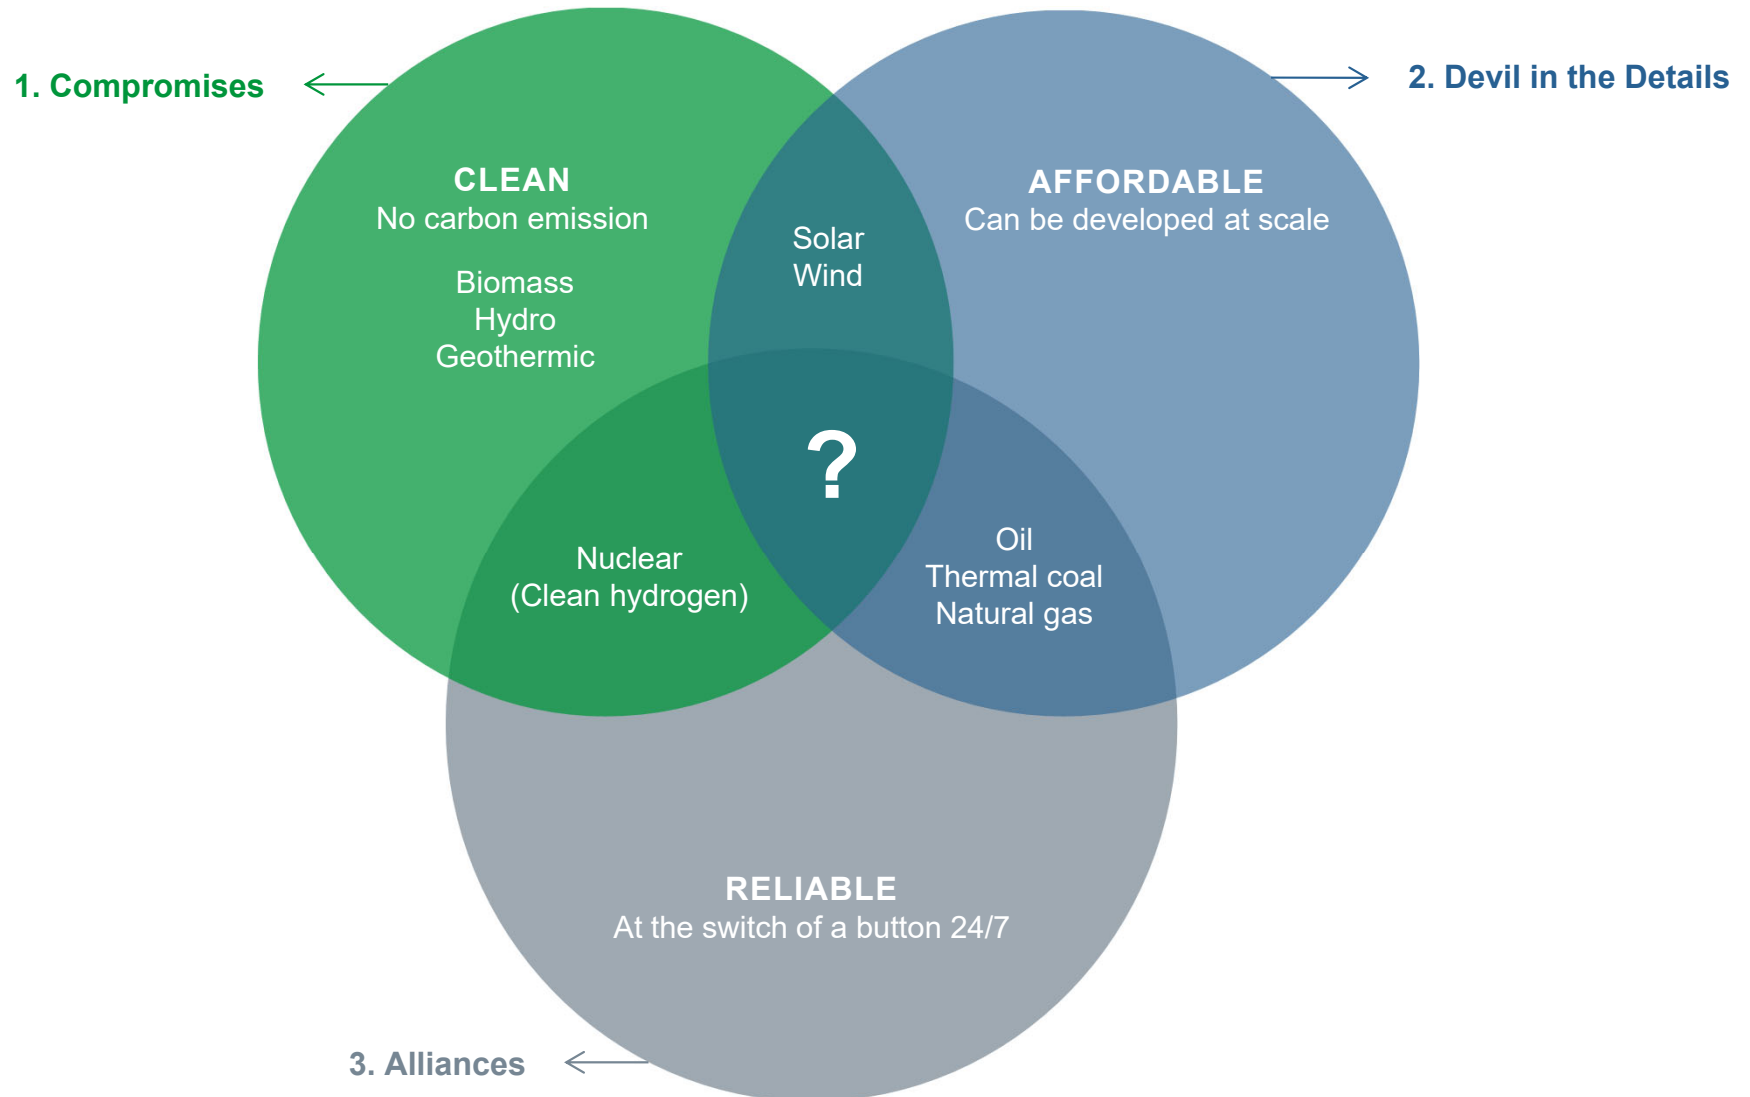 1. Compromises
2. Devil in the Details
CLEAN
No carbon emission
Biomass
Hydro
Geothermic
Solar
Wind
AFFORDABLE
Can be developed at scale
?
Nuclear
(Clean hydrogen)
Oil
Thermal coal
Natural gas
RELIABLE
At the switch of a button 24/7
3. Alliances